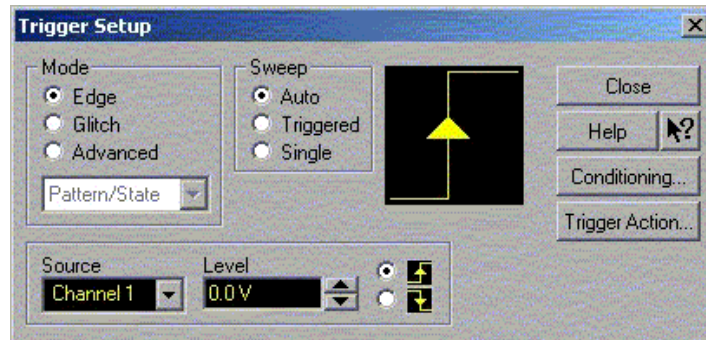 Trigger Setup
Mode
Edge
Glitch
Advanced
Pattern/State
Sweep
Auto
Triggered
Single
Close
Help
Conditioning...
Trigger Action...
Source
Channel 1
Level
0.0 V